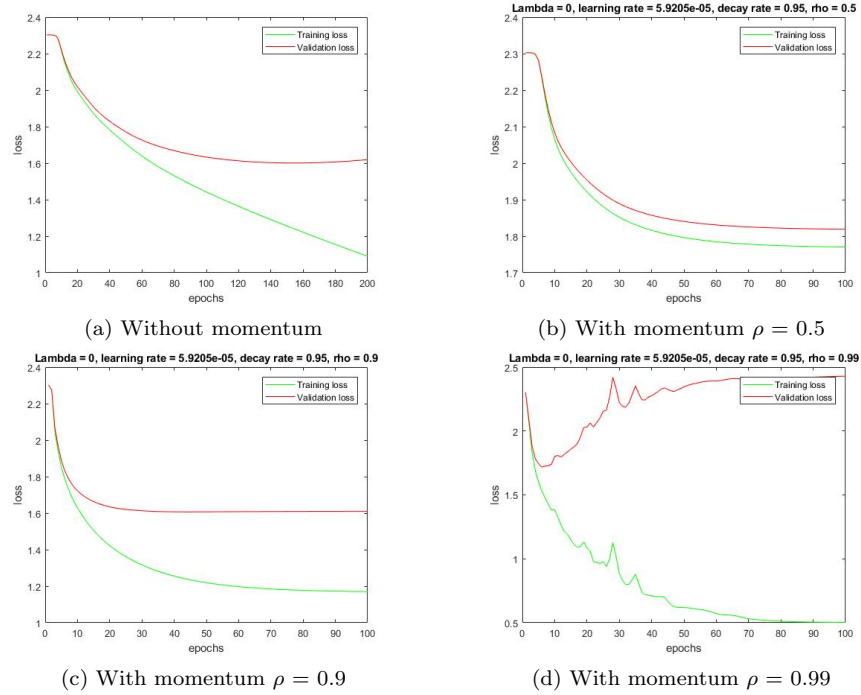 2.4
2.2
2
1.8
1.6
1.4
1.2
1
loss
0 20 40 60 80 100 120 140 160 180 200
epochs
Training loss
Validation loss
(a) Without momentum
Lambda = 0, learning rate = 5.9205e-05, decay rate = 0.95, rho = 0.5
2.4
2.3
2.2
2.1
2
1.9
1.8
1.7
loss
0 10 20 30 40 50 60 70 80 90 100
epochs
Training loss
Validation loss
(b) With momentum ρ = 0.5
Lambda = 0, learning rate = 5.9205e-05, decay rate = 0.95, rho = 0.9
2.4
2.2
2
1.8
1.6
1.4
1.2
1
loss
0 10 20 30 40 50 60 70 80 90 100
epochs
Training loss
Validation loss
(c) With momentum ρ = 0.9
Lambda = 0, learning rate = 5.9205e-05, decay rate = 0.95, rho = 0.99
2.5
2
1.5
1
0.5
loss
0 10 20 30 40 50 60 70 80 90 100
epochs
Training loss
Validation loss
(d) With momentum ρ = 0.99